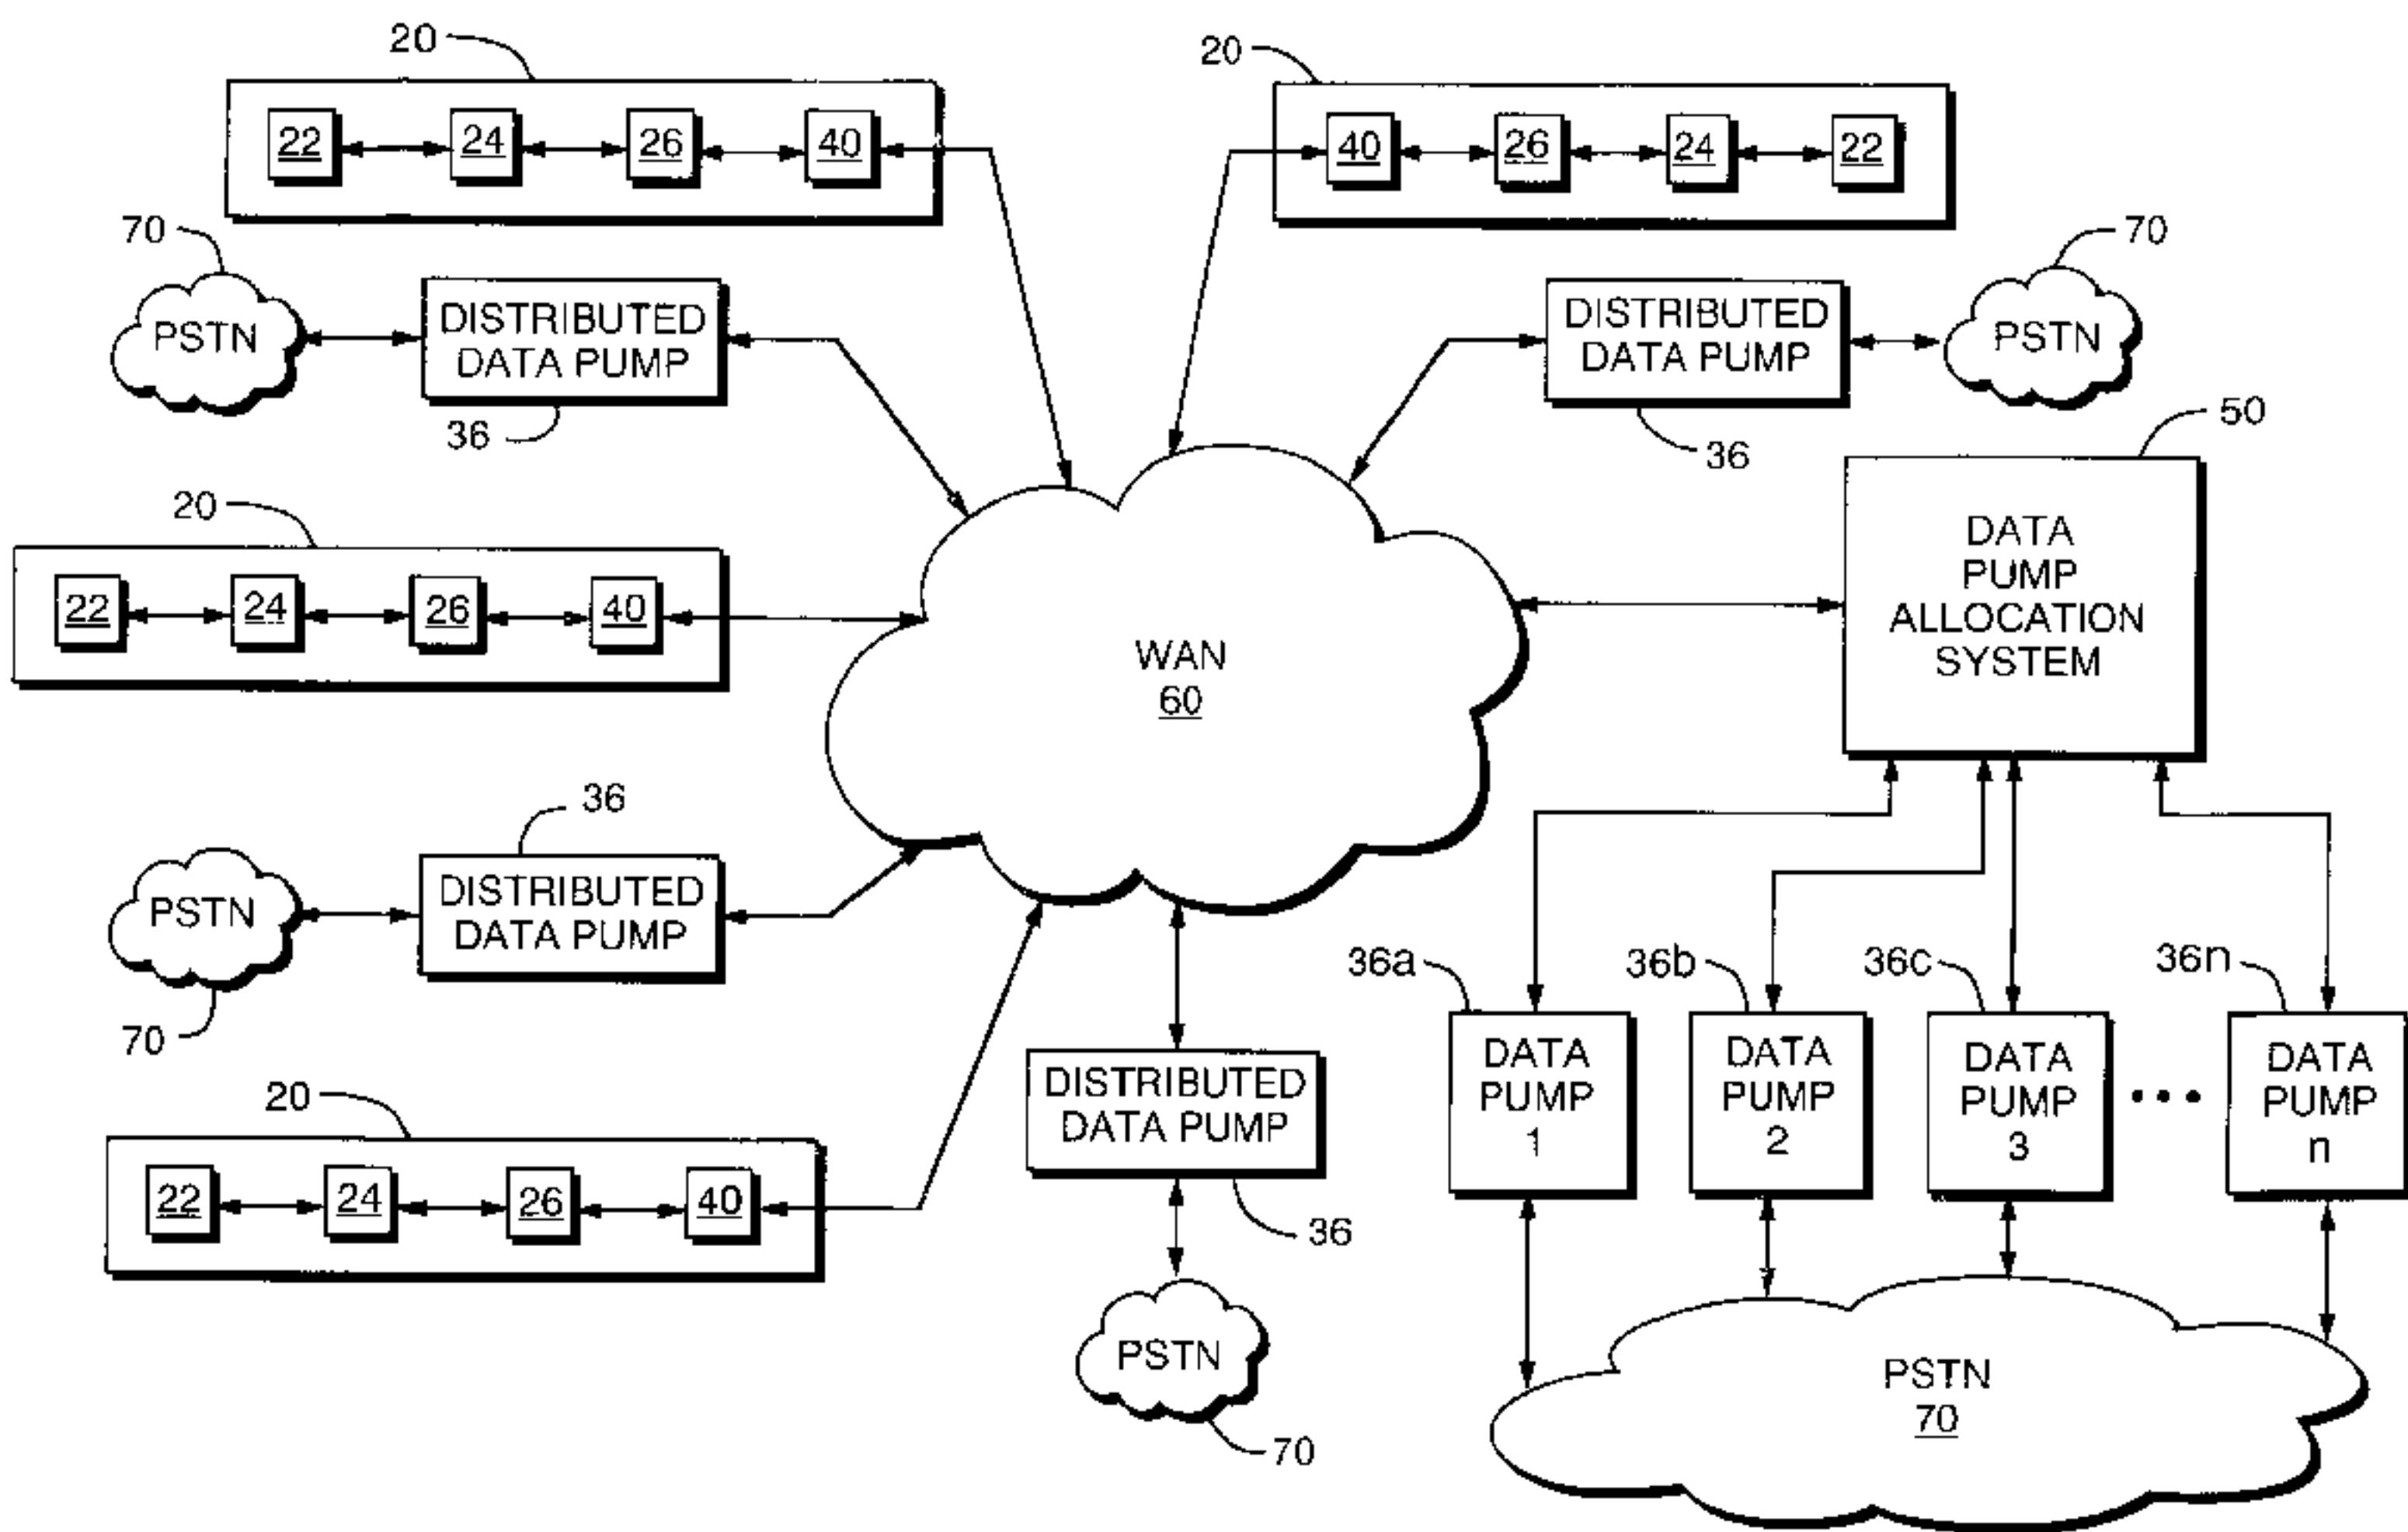 20
20
22 24 26 40
40 26 24 22
70
70
PSTN
DISTRIBUTED
DATA PUMP
DISTRIBUTED
DATA PUMP
PSTN
36
36
50
20
22 24 26 40
DATA
PUMP
ALLOCATION
SYSTEM
WAN
60
36
PSTN
DISTRIBUTED
DATA PUMP
70
36a
36b
36c
36n
20
22 24 26 40
DISTRIBUTED
DATA PUMP
36
DATA
PUMP
1
DATA
PUMP
2
DATA
PUMP
3
• • •
DATA
PUMP
n
PSTN
70
PSTN
70